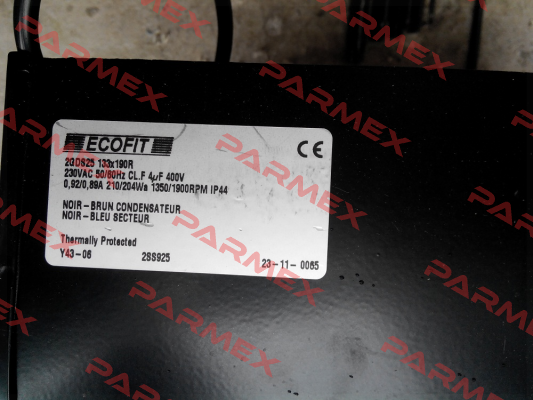 ECOFIT
CE
2GDS25 133x190R
230VAC 50/60Hz CL.F 4µF 400V
0,92/0,89A 210/204Wa 1350/1900RPM IP44
NOIR-BRUN CONDENSATEUR
NOIR-BLEU SECTEUR
Thermally Protected
Y43-06 2SS925 23-11-0065
PARMEX
PARMEX
PARMEX
PARMEX
PARMEX
PARMEX
PARMEX